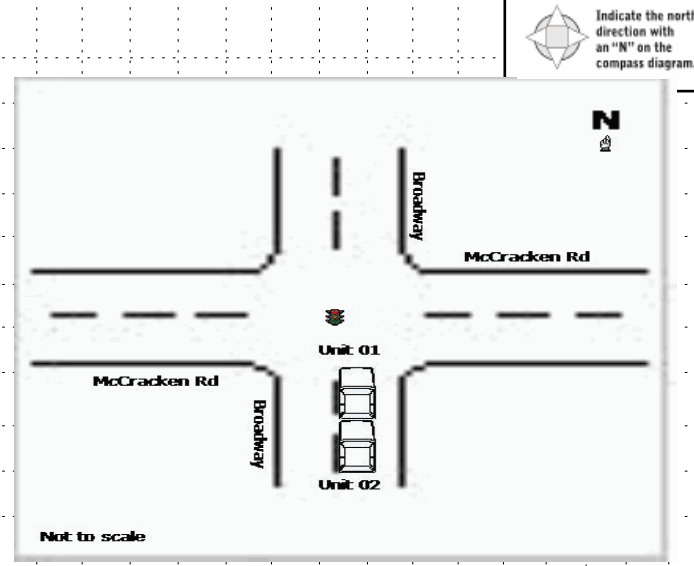 Indicate the north
direction with
an "N" on the
compass diagram.
N
Broadway
McCracken Rd
Unit 01
McCracken Rd
Broadway
Unit 02
Not to scale